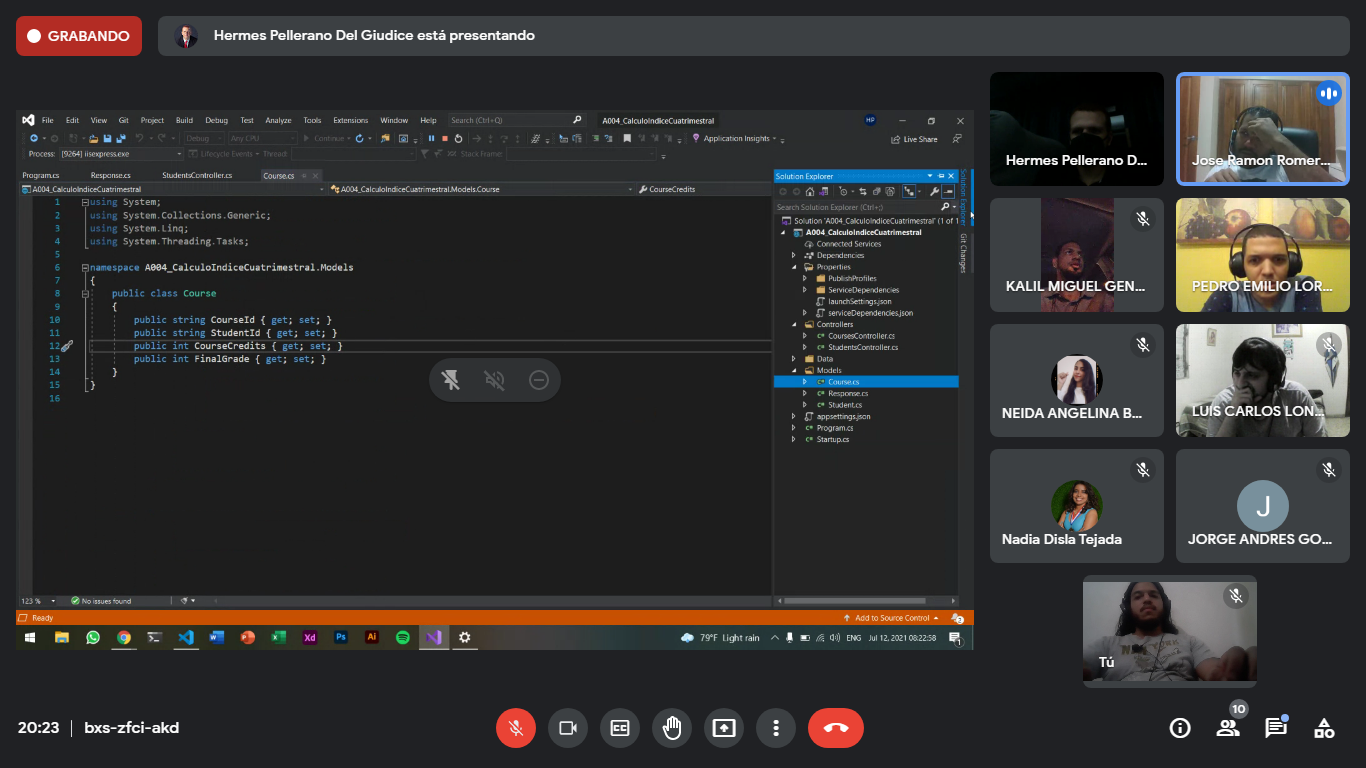 GRABANDO
Hermes Pellerano Del Giudice está presentando
File Edit View Git Project Build Debug Test Analyze Tools Extensions Window Help Search (Ctrl+Q) A004_CalculoIndiceCuatrimestral HP
Debug Any CPU Continue Application Insights Live Share
Process: [9264] iisexpress.exe Lifecycle Events Thread: Stack Frame:
Program.cs Response.cs StudentsController.cs Course.cs
A004_CalculoIndiceCuatrimestral A004_CalculoIndiceCuatrimestral.Models.Course CourseCredits
1 using System;
2 using System.Collections.Generic;
3 using System.Linq;
4 using System.Threading.Tasks;
5
6 namespace A004_CalculoIndiceCuatrimestral.Models
7 {
8 public class Course
9 {
10 public string CourseId { get; set; }
11 public string StudentId { get; set; }
12 public int CourseCredits { get; set; }
13 public int FinalGrade { get; set; }
14 }
15 }
16
Solution Explorer
Search Solution Explorer (Ctrl+;)
Solution 'A004_CalculoIndiceCuatrimestral' (1 of 1
A004_CalculoIndiceCuatrimestral
Connected Services
Dependencies
Properties
PublishProfiles
ServiceDependencies
launchSettings.json
serviceDependencies.json
Controllers
CoursesController.cs
StudentsController.cs
Data
Models
Course.cs
Response.cs
Student.cs
appsettings.json
Program.cs
Startup.cs
Solution Explorer
Git Changes
123 % No issues found
Ready Add to Source Control 2
79°F Light rain ENG Jul 12, 2021 08:22:58 1
Hermes Pellerano D...
Jose Ramon Romer...
KALIL MIGUEL GEN...
PEDRO EMILIO LOR...
NEIDA ANGELINA B...
LUIS CARLOS LON...
Nadia Disla Tejada
J
JORGE ANDRES GO...
Tú
20:23 bxs-zfci-akd
10